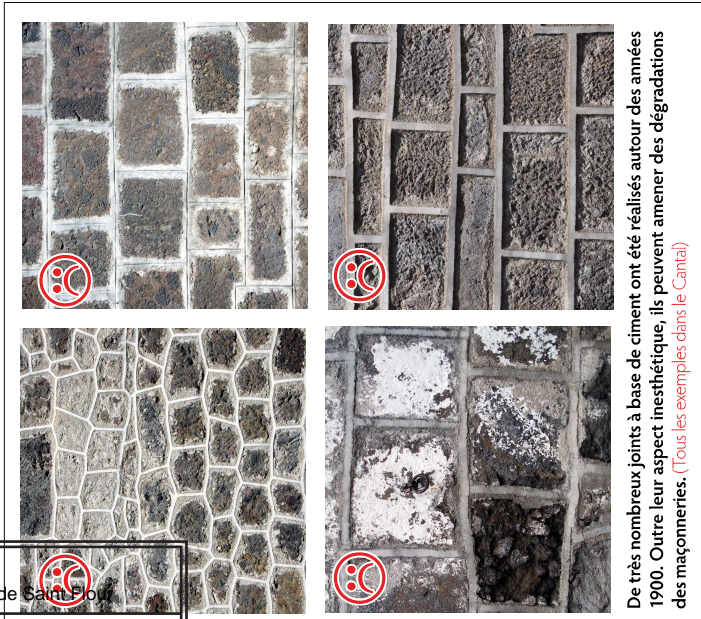 De très nombreux joints à base de ciment ont été réalisés autour des années
1900. Outre leur aspect inesthétique, ils peuvent amener des dégradations
des maçonneries. (Tous les exemples dans le Cantal)
de Saint Flour